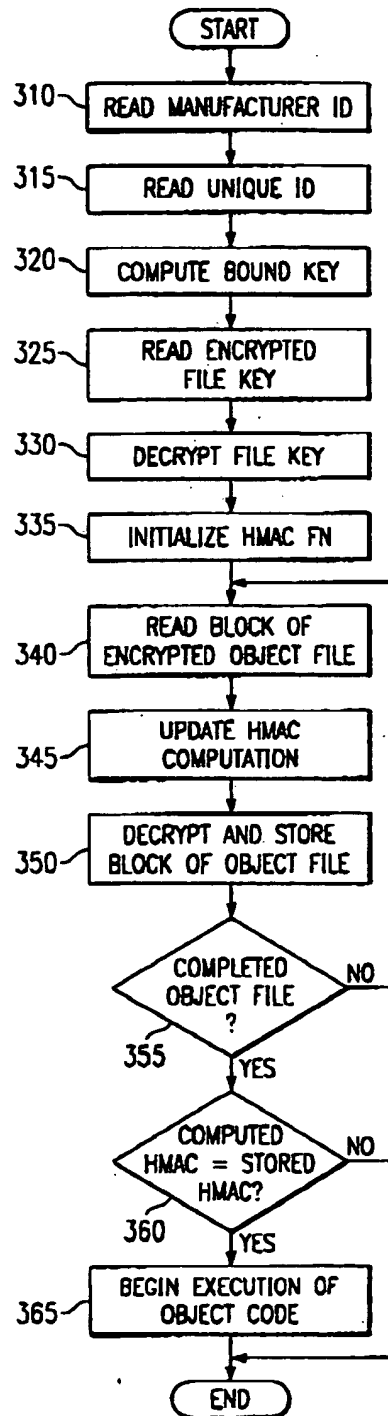 START
310
READ MANUFACTURER ID
315
READ UNIQUE ID
320
COMPUTE BOUND KEY
325
READ ENCRYPTED
FILE KEY
330
DECRYPT FILE KEY
335
INITIALIZE HMAC FN
340
READ BLOCK OF
ENCRYPTED OBJECT FILE
345
UPDATE HMAC
COMPUTATION
350
DECRYPT AND STORE
BLOCK OF OBJECT FILE
COMPLETED
OBJECT FILE
?
NO
355
YES
COMPUTED
HMAC = STORED
HMAC?
NO
360
YES
365
BEGIN EXECUTION OF
OBJECT CODE
END